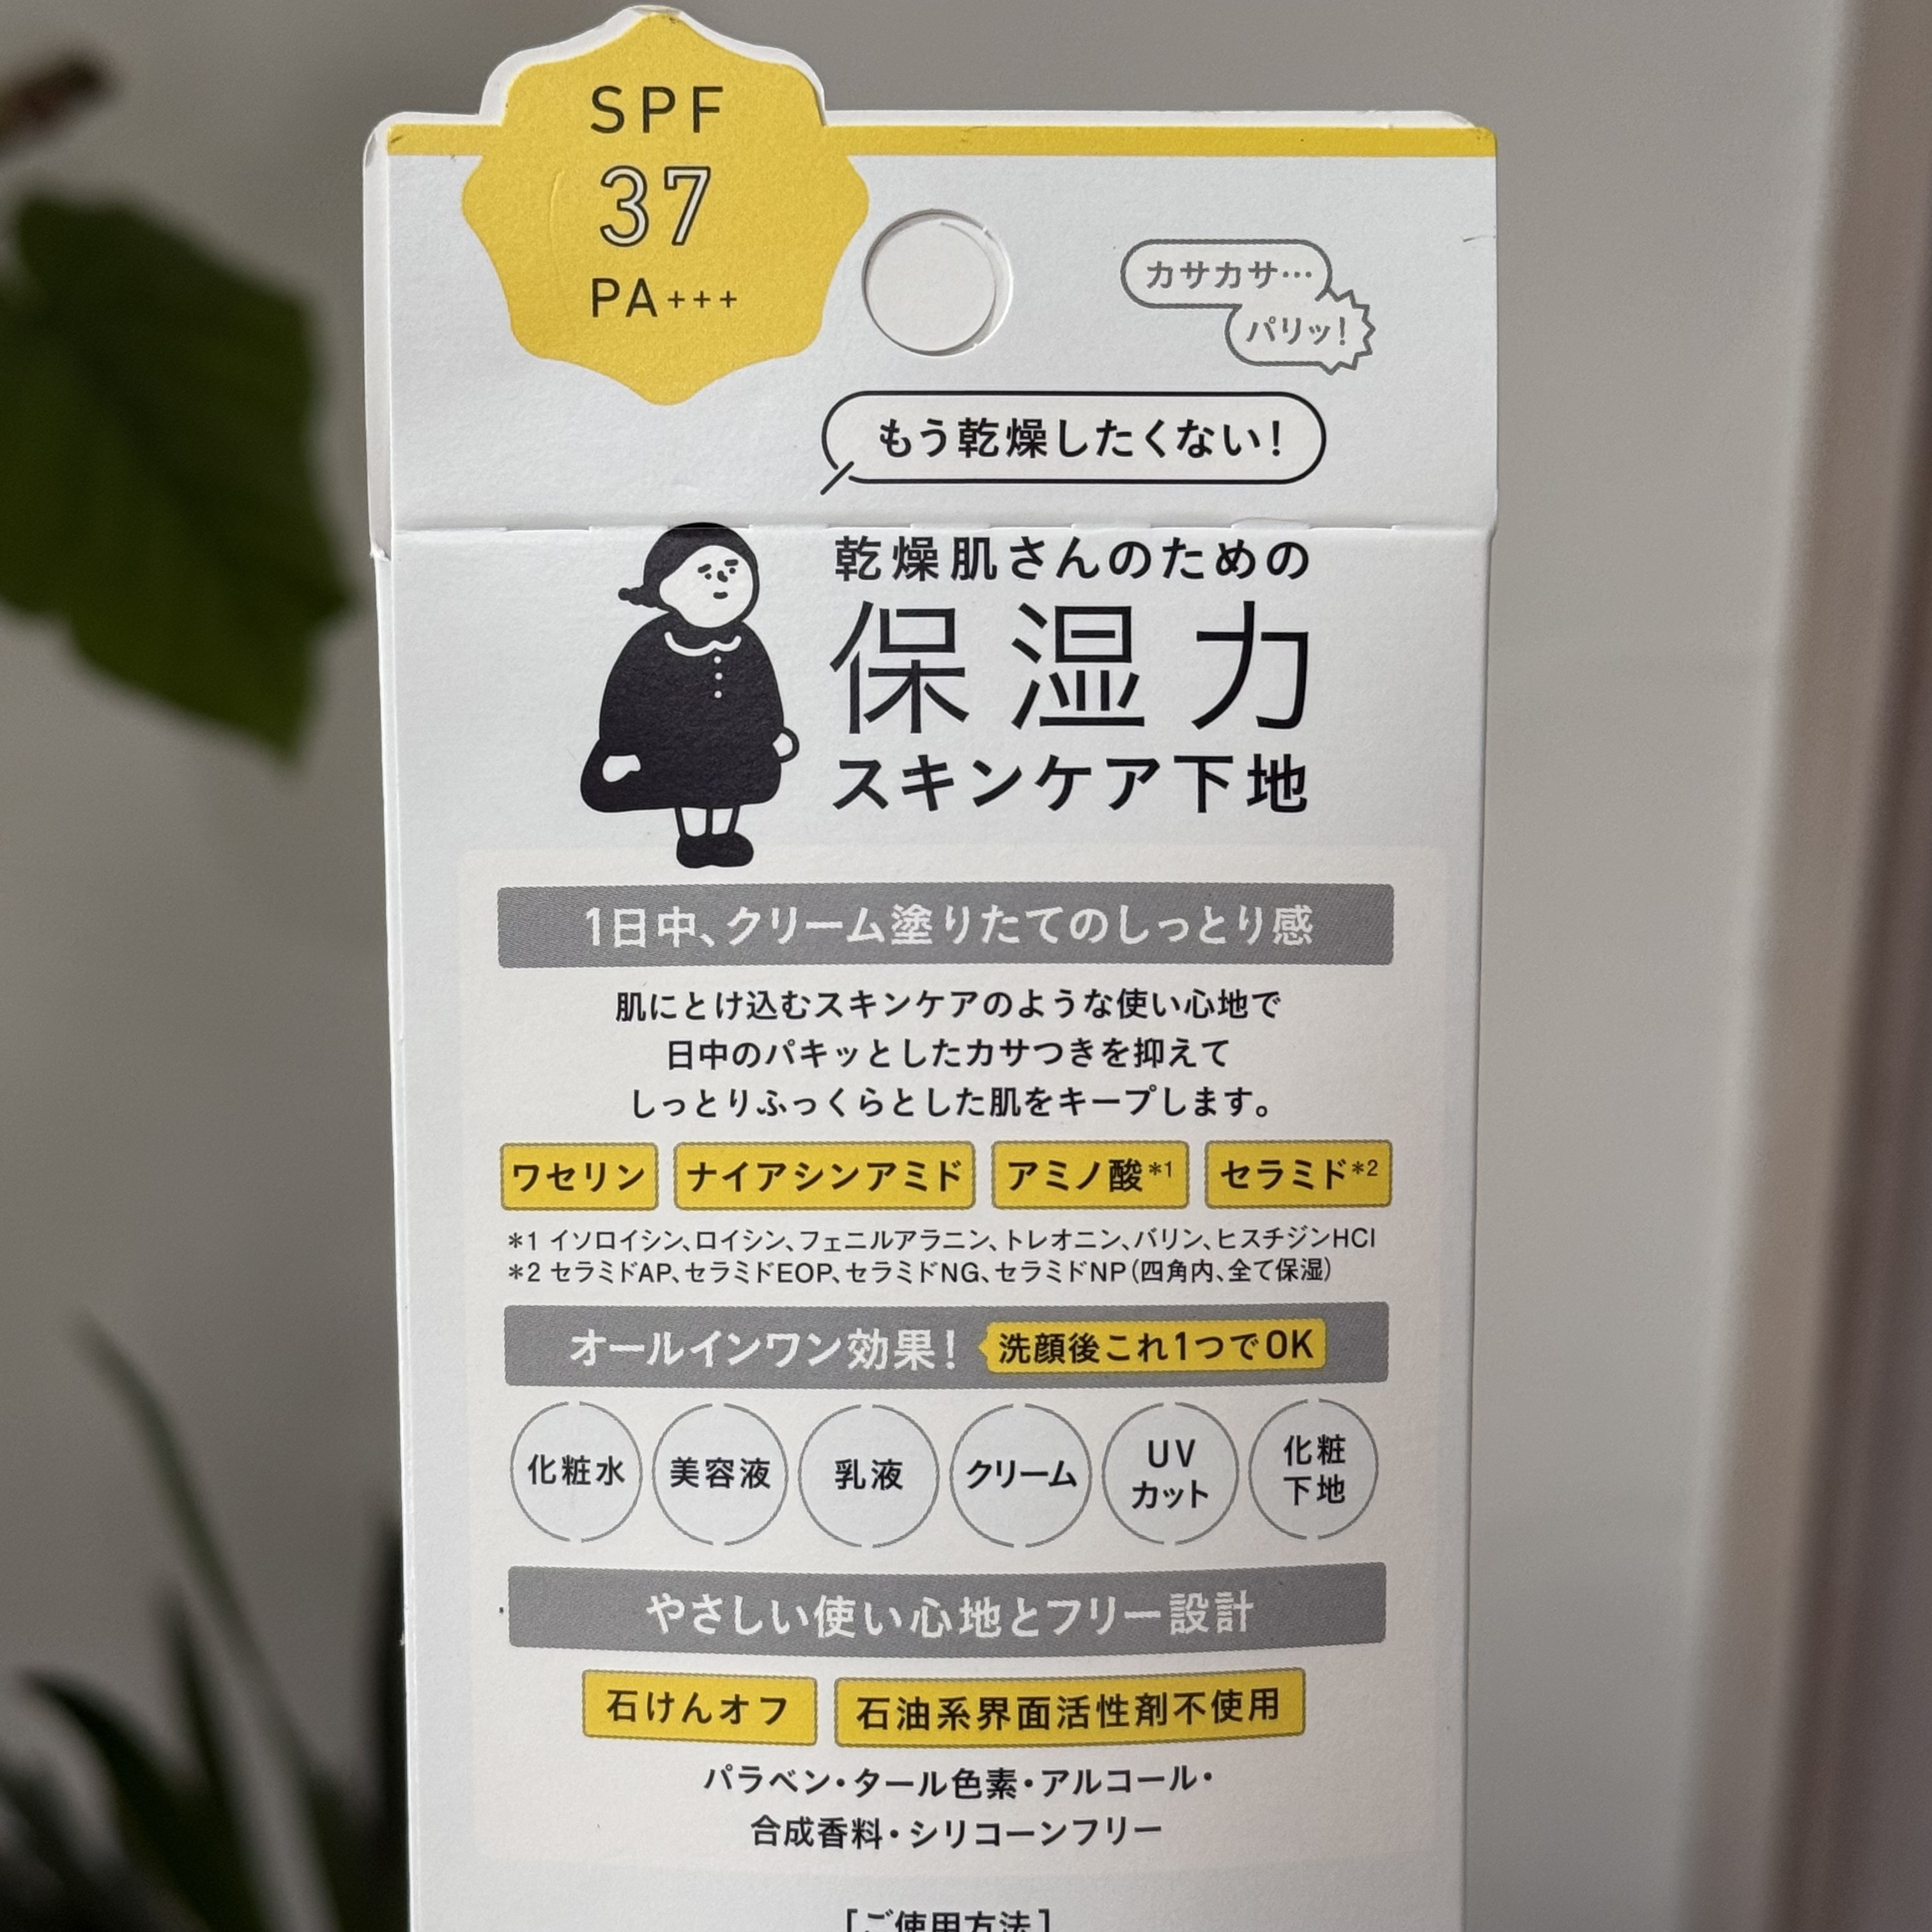 SPF
37
PA+++
カサカサ…
パリッ!
もう乾燥したくない!
乾燥肌さんのための
保湿力
スキンケア下地
1日中、クリーム塗りたてのしっとり感
肌にとけ込むスキンケアのような使い心地で
日中のパキッとしたカサつきを抑えて
しっとりふっくらとした肌をキープします。
ワセリン ナイアシンアミド アミノ酸*1 セラミド*2
*1 イソロイシン、ロイシン、フェニルアラニン、トレオニン、バリン、ヒスチジンHCl
*2 セラミドAP、セラミドEOP、セラミドNG、セラミドNP(四角内、全て保湿)
オールインワン効果! 洗顔後これ1つでOK
化粧水
美容液
乳液
クリーム
UV
カット
化粧
下地
やさしい使い心地とフリー設計
石けんオフ 石油系界面活性剤不使用
パラベン・タール色素・アルコール・
合成香料・シリコーンフリー
[ご使用方法]